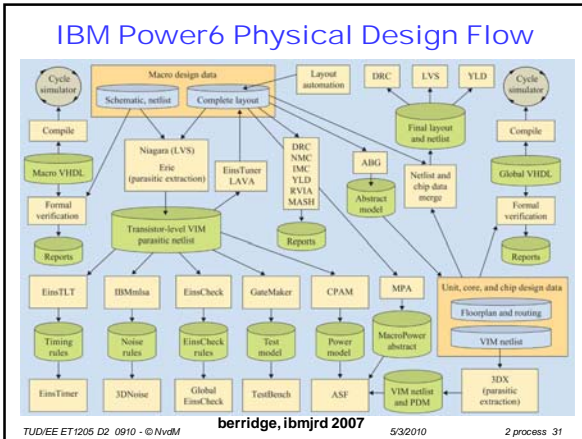 IBM Power6 Physical Design Flow
Cycle
simulator
Macro design data
Schematic, netlist
Complete layout
Layout
automation
DRC
LVS
YLD
Cycle
simulator
Compile
Final layout
and netlist
Compile
Niagara (LVS)
Erie
(parasitic extraction)
EinsTuner
LAVA
DRC
NMC
IMC
YLD
RVIA
MASH
ABG
Netlist and
chip data
merge
Macro VHDL
Global VHDL
Formal
verification
Abstract
model
Formal
verification
Reports
Transistor-level VIM
parasitic netlist
Reports
Reports
EinsTLT
IBMmlsa
EinsCheck
GateMaker
CPAM
MPA
Unit, core, and chip design data
Floorplan and routing
VIM netlist
Timing
rules
Noise
rules
EinsCheck
rules
Test
model
Power
model
MacroPower
abstract
EinsTimer
3DNoise
Global
EinsCheck
TestBench
ASF
VIM netlist
and PDM
3DX
(parasitic
extraction)
berridge, ibmjrd 2007
TUD/EE ET1205 D2 0910 - © NvdM
5/3/2010
2 process 31